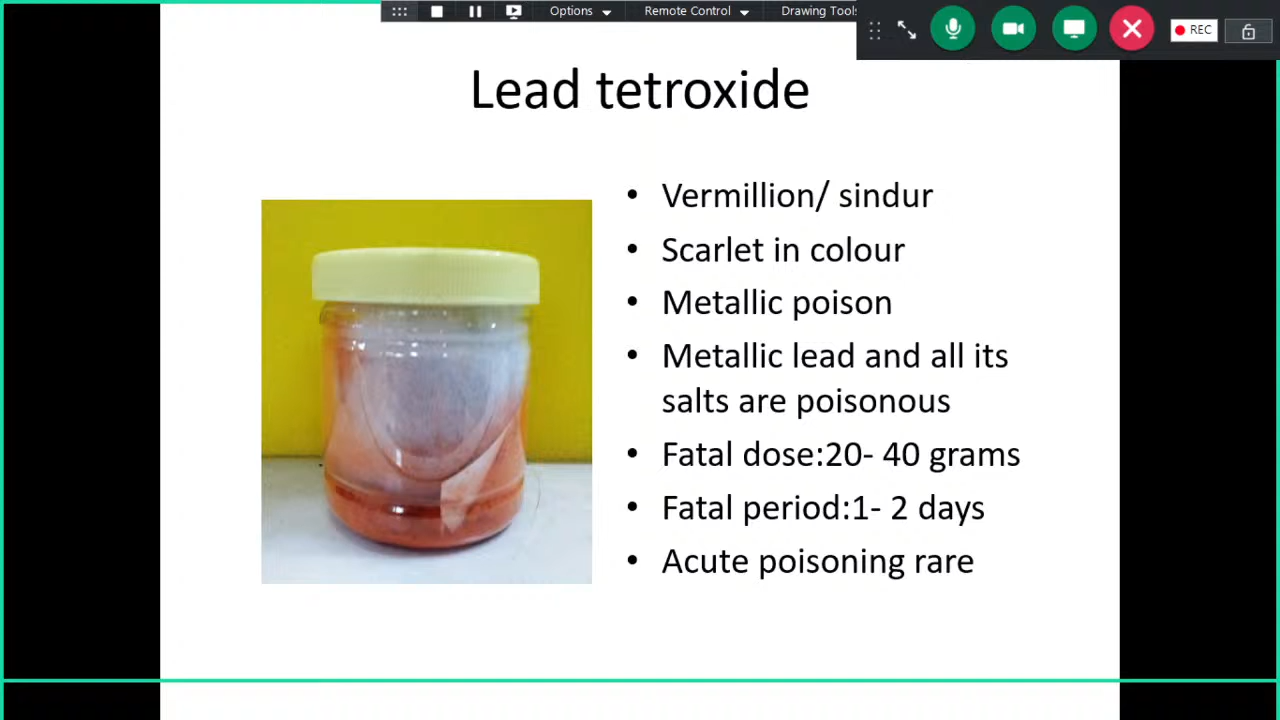 Options
Remote Control
Drawing Tools
REC
Lead tetroxide
• Vermillion/ sindur
• Scarlet in colour
• Metallic poison
• Metallic lead and all its
salts are poisonous
• Fatal dose:20- 40 grams
• Fatal period:1- 2 days
• Acute poisoning rare